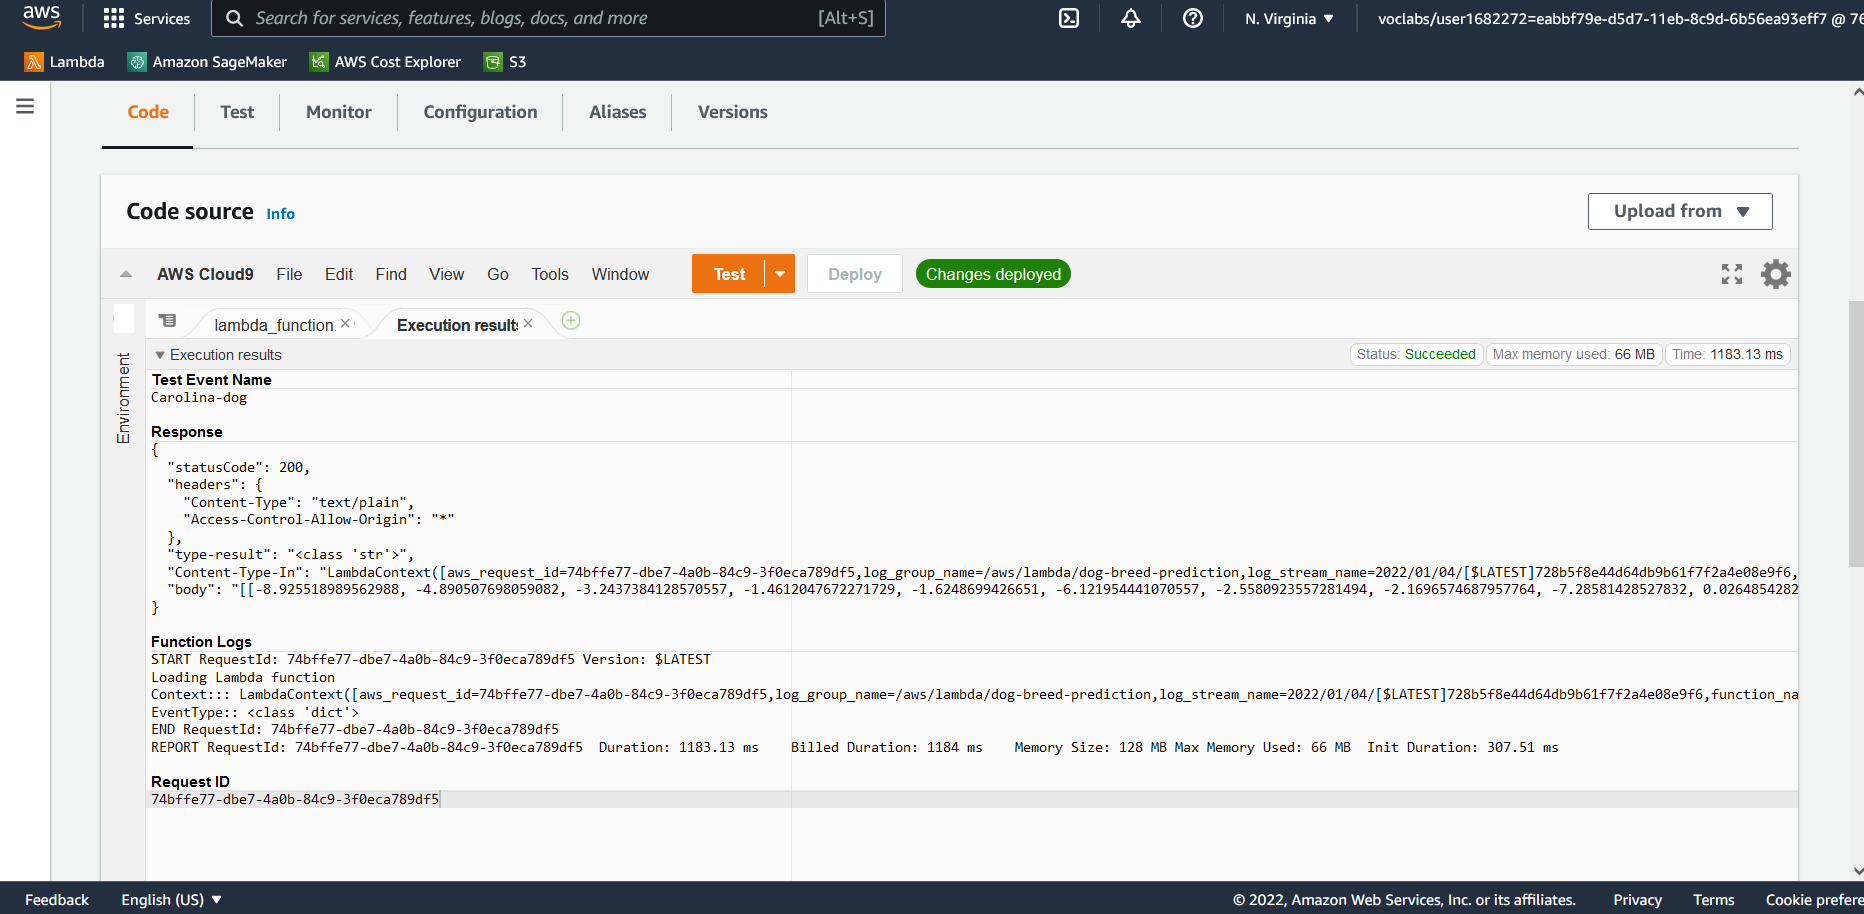 aws Services Search for services, features, blogs, docs, and more [Alt+S] N. Virginia ▼ voclabs/user1682272=eabbf79e-d5d7-11eb-8c9d-6b56ea93eff7 @ 76
Lambda Amazon SageMaker AWS Cost Explorer S3
Code Test Monitor Configuration Aliases Versions
Code source Info Upload from ▼
AWS Cloud9 File Edit Find View Go Tools Window Test Deploy Changes deployed
lambda_function. × Execution results ×
Environment
▼ Execution results Status: Succeeded Max memory used: 66 MB Time: 1183.13 ms
Test Event Name
Carolina-dog
Response
{
"statusCode": 200,
"headers": {
"Content-Type": "text/plain",
"Access-Control-Allow-Origin": "*"
},
"type-result": "<class 'str'>",
"Content-Type-In": "LambdaContext([aws_request_id=74bffe77-dbe7-4a0b-84c9-3f0eca789df5,log_group_name=/aws/lambda/dog-breed-prediction,log_stream_name=2022/01/04/[$LATEST]728b5f8e44d64db9b61f7f2a4e08e9f6,
"body": "[[-8.925518989562988, -4.890507698059082, -3.2437384128570557, -1.4612047672271729, -1.6248699426651, -6.121954441070557, -2.5580923557281494, -2.1696574687957764, -7.28581428527832, 0.0264854282
}
Function Logs
START RequestId: 74bffe77-dbe7-4a0b-84c9-3f0eca789df5 Version: $LATEST
Loading Lambda function
Context::: LambdaContext([aws_request_id=74bffe77-dbe7-4a0b-84c9-3f0eca789df5,log_group_name=/aws/lambda/dog-breed-prediction,log_stream_name=2022/01/04/[$LATEST]728b5f8e44d64db9b61f7f2a4e08e9f6,function_na
EventType:: <class 'dict'>
END RequestId: 74bffe77-dbe7-4a0b-84c9-3f0eca789df5
REPORT RequestId: 74bffe77-dbe7-4a0b-84c9-3f0eca789df5 Duration: 1183.13 ms Billed Duration: 1184 ms Memory Size: 128 MB Max Memory Used: 66 MB Init Duration: 307.51 ms
Request ID
74bffe77-dbe7-4a0b-84c9-3f0eca789df5
Feedback English (US) ▼ © 2022, Amazon Web Services, Inc. or its affiliates. Privacy Terms Cookie prefere